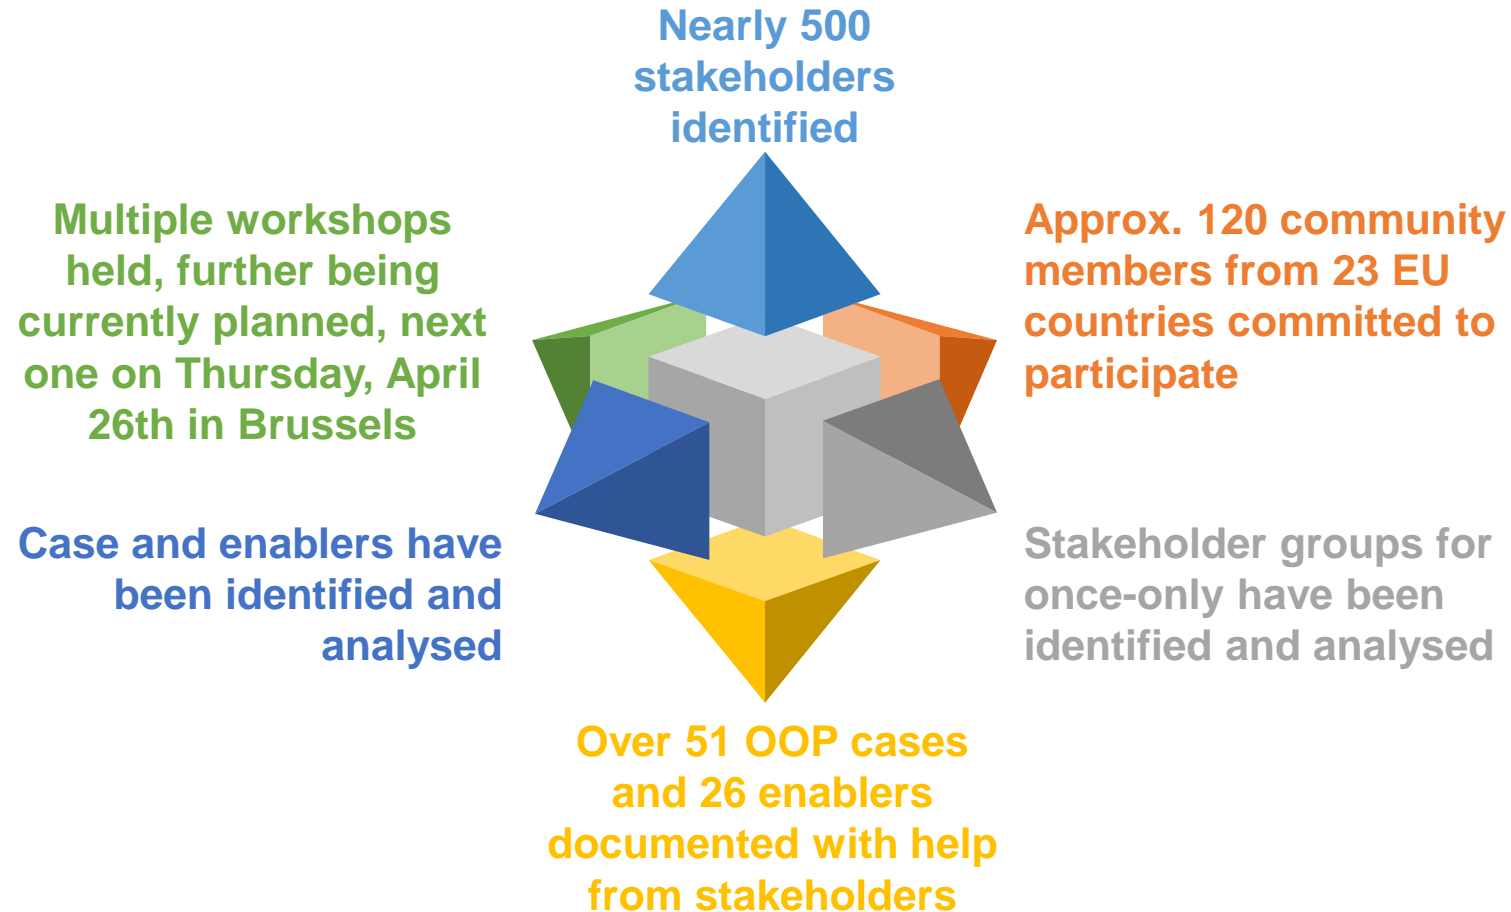 Nearly 500
stakeholders
identified
Multiple workshops
held, further being
currently planned, next
one on Thursday, April
26th in Brussels
Approx. 120 community
members from 23 EU
countries committed to
participate
Case and enablers have
been identified and
analysed
Stakeholder groups for
once-only have been
identified and analysed
Over 51 OOP cases
and 26 enablers
documented with help
from stakeholders